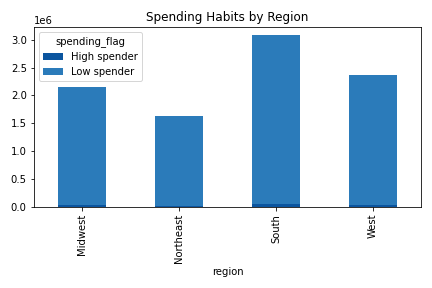 Spending Habits by Region
1e6
spending_flag
High spender
Low spender
3.0
2.5
2.0
1.5
1.0
0.5
0.0
Midwest
Northeast
South
West
region